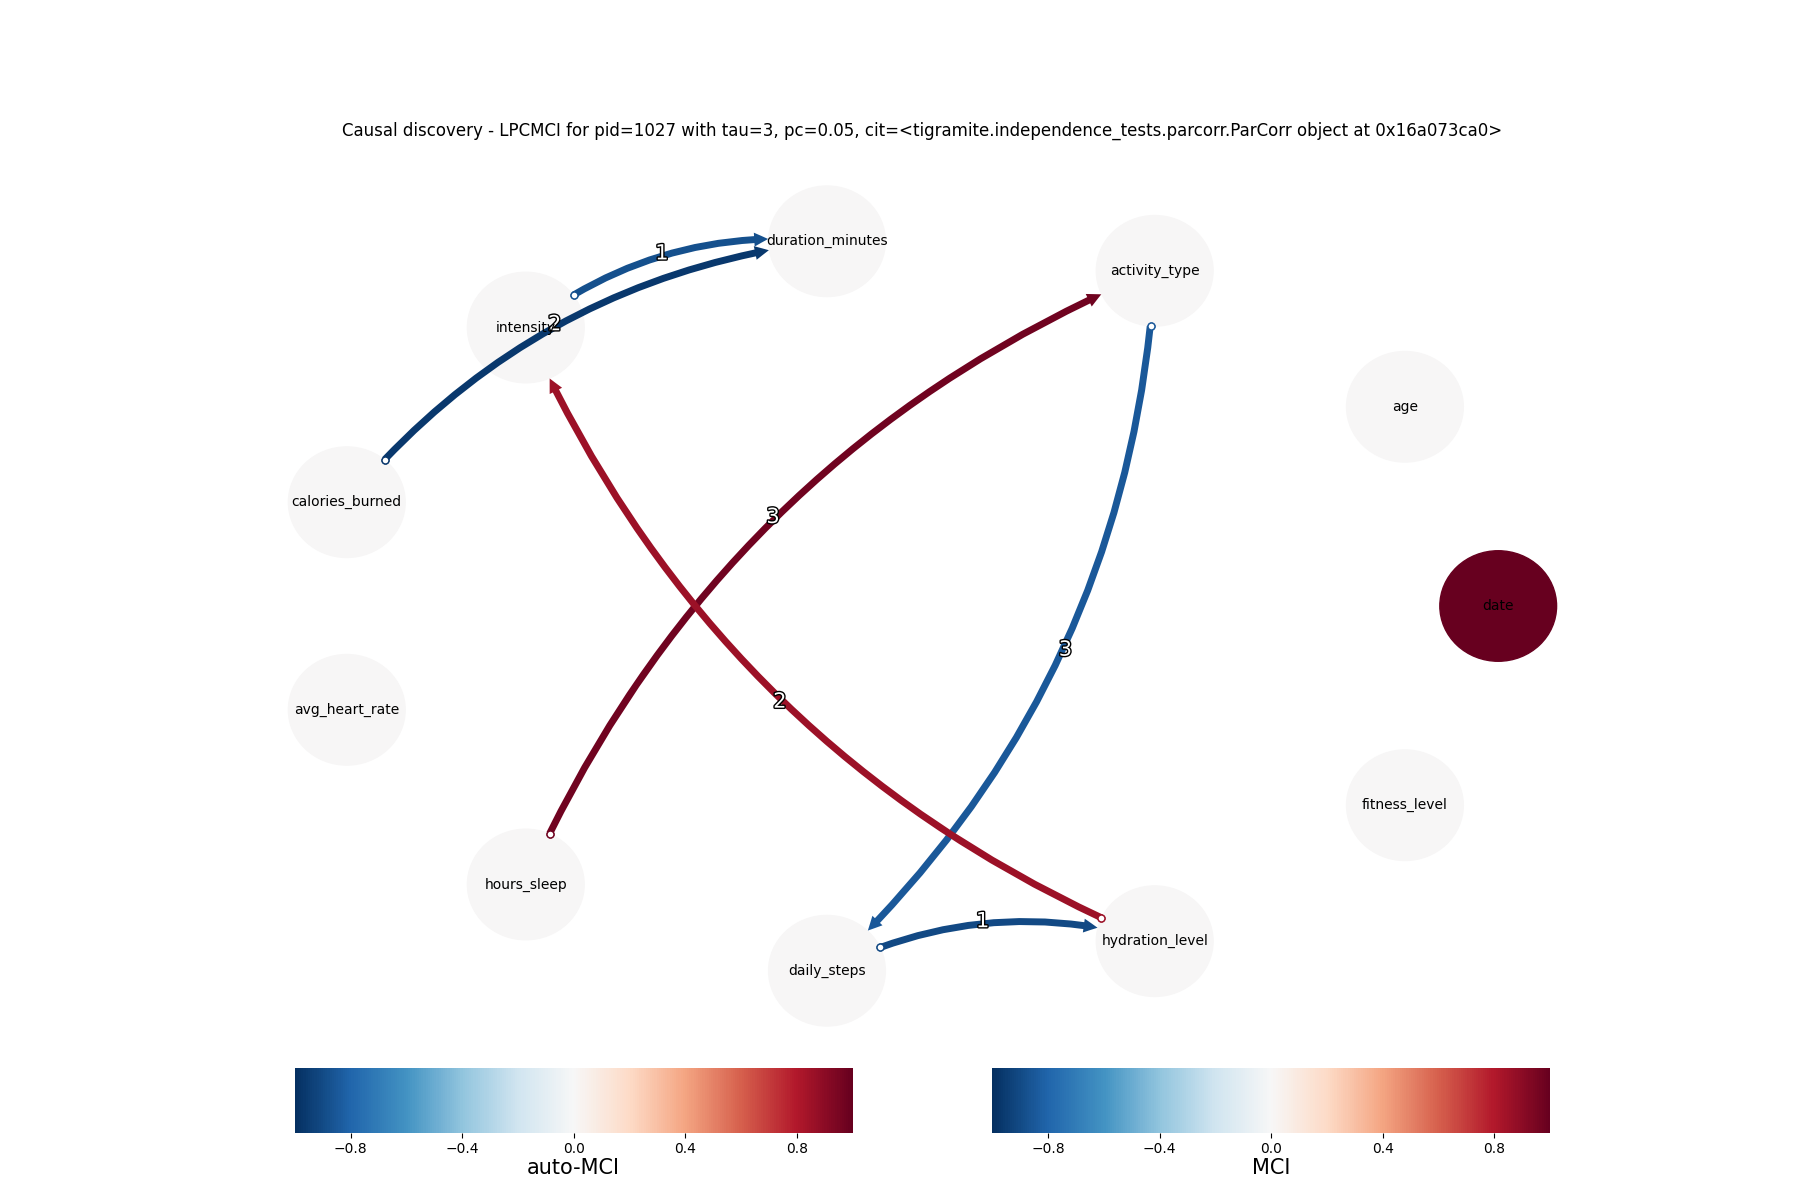 Causal discovery - LPCMCI for pid=1027 with tau=3, pc=0.05, cit=<tigramite.independence_tests.parcorr.ParCorr object at 0x16a073ca0>
duration_minutes
1
activity_type
intensity
2
age
calories_burned
3
date
3
2
avg_heart_rate
fitness_level
hours_sleep
1
hydration_level
daily_steps
−0.8 −0.4 0.0 0.4 0.8
auto-MCI
−0.8 −0.4 0.0 0.4 0.8
MCI